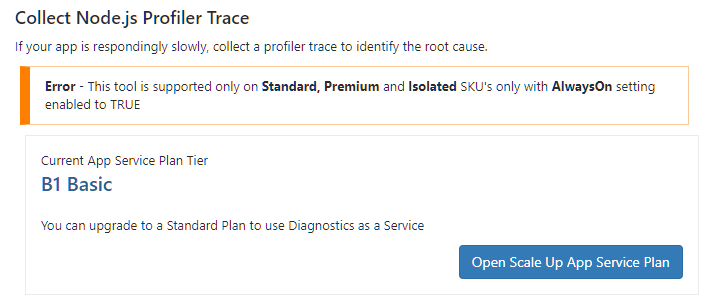 Collect Node.js Profiler Trace
If your app is respondingly slowly, collect a profiler trace to identify the root cause.
Error - This tool is supported only on Standard, Premium and Isolated SKU's only with AlwaysOn setting
enabled to TRUE
Current App Service Plan Tier
B1 Basic
You can upgrade to a Standard Plan to use Diagnostics as a Service
Open Scale Up App Service Plan